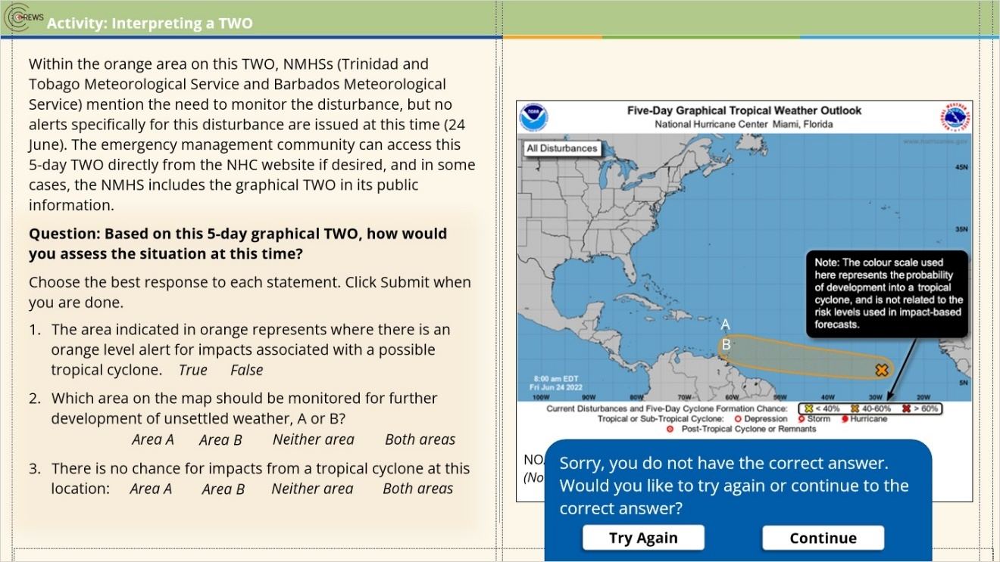 CREWS
Activity: Interpreting a TWO
Within the orange area on this TWO, NMHSs (Trinidad and
Tobago Meteorological Service and Barbados Meteorological
Service) mention the need to monitor the disturbance, but no
alerts specifically for this disturbance are issued at this time (24
June). The emergency management community can access this
5-day TWO directly from the NHC website if desired, and in some
cases, the NMHS includes the graphical TWO in its public
information.
Question: Based on this 5-day graphical TWO, how would
you assess the situation at this time?
Choose the best response to each statement. Click Submit when
you are done.
1. The area indicated in orange represents where there is an
orange level alert for impacts associated with a possible
tropical cyclone. True False
2. Which area on the map should be monitored for further
development of unsettled weather, A or B?
Area A Area B Neither area Both areas
3. There is no chance for impacts from a tropical cyclone at this
location: Area A Area B Neither area Both areas
Five-Day Graphical Tropical Weather Outlook
National Hurricane Center Miami, Florida
All Disturbances
www.hurricanes.gov
45N
35N
Note: The colour scale used
here represents the probability
of development into a tropical
cyclone, and is not related to the
risk levels used in impact-based
forecasts.
A
B
8:00 am EDT
Fri Jun 24 2022
5N
100W 90W 80W 70W 60W 40W 30W 20W
Current Disturbances and Five-Day Cyclone Formation Chance: < 40% 40-60% > 60%
Tropical or Sub-Tropical Cyclone: Depression Storm Hurricane
Post-Tropical Cyclone or Remnants
Sorry, you do not have the correct answer.
Would you like to try again or continue to the
correct answer?
Try Again Continue